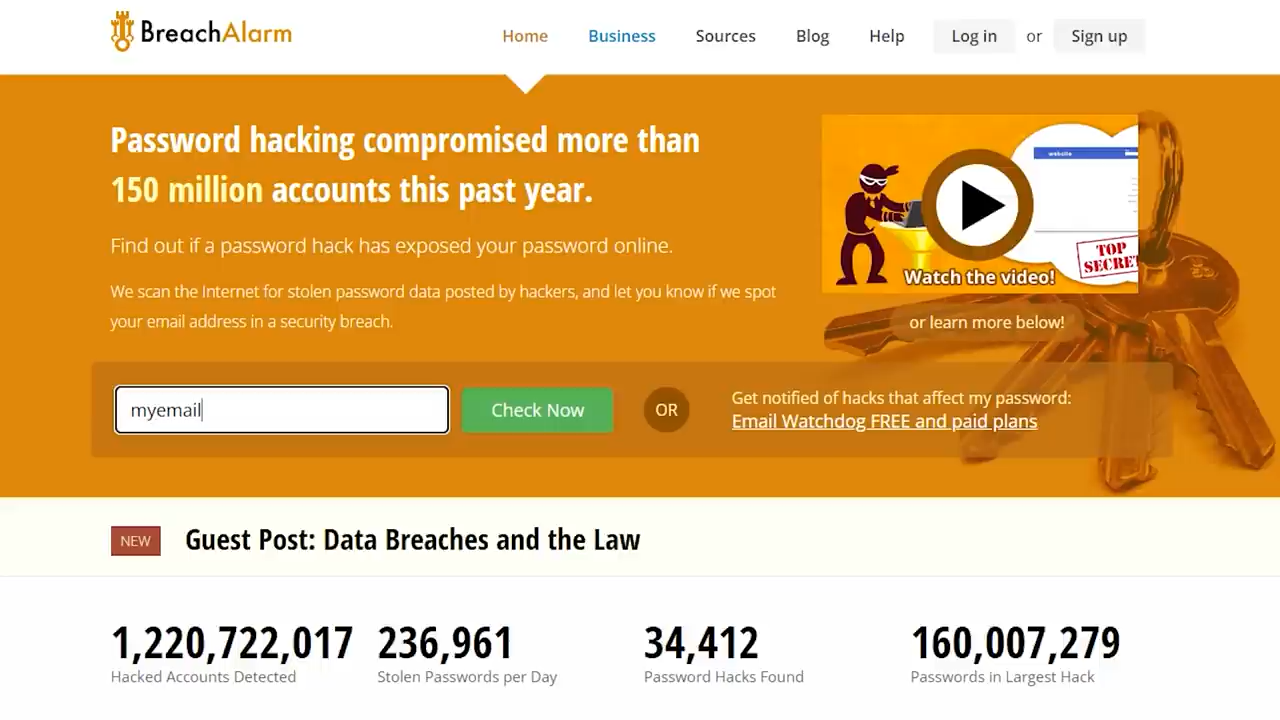 BreachAlarm
Home
Business
Sources
Blog
Help
Log in
or
Sign up
Password hacking compromised more than
150 million accounts this past year.
Find out if a password hack has exposed your password online.
We scan the Internet for stolen password data posted by hackers, and let you know if we spot
your email address in a security breach.
website
TOP
SECRET
Watch the video!
or learn more below!
myemail
Check Now
OR
Get notified of hacks that affect my password:
Email Watchdog FREE and paid plans
NEW
Guest Post: Data Breaches and the Law
1,220,722,017
Hacked Accounts Detected
236,961
Stolen Passwords per Day
34,412
Password Hacks Found
160,007,279
Passwords in Largest Hack